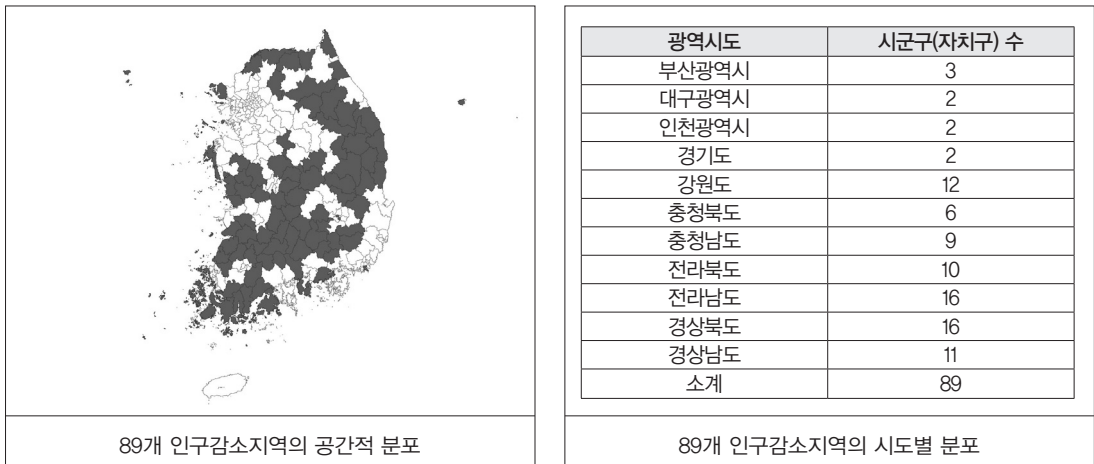 광역시도 시군구(자치구) 수
부산광역시 3
대구광역시 2
인천광역시 2
경기도 2
강원도 12
충청북도 6
충청남도 9
전라북도 10
전라남도 16
경상북도 16
경상남도 11
소계 89
89개 인구감소지역의 공간적 분포
89개 인구감소지역의 시도별 분포